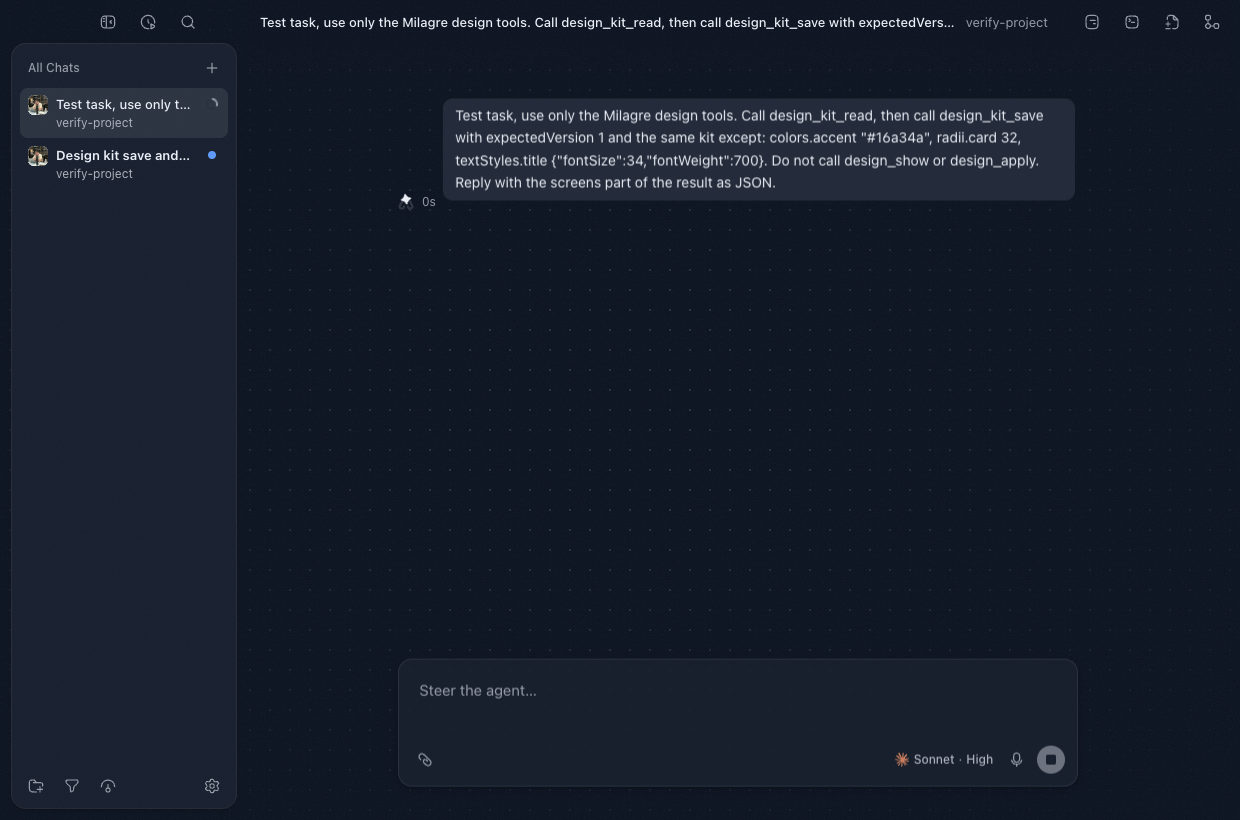 Test task, use only the Milagre design tools. Call design_kit_read, then call design_kit_save with expectedVers... verify-project
All Chats
Test task, use only t...
verify-project
Design kit save and...
verify-project
Test task, use only the Milagre design tools. Call design_kit_read, then call design_kit_save
with expectedVersion 1 and the same kit except: colors.accent "#16a34a", radii.card 32,
textStyles.title {"fontSize":34,"fontWeight":700}. Do not call design_show or design_apply.
Reply with the screens part of the result as JSON.
0s
Steer the agent...
Sonnet · High